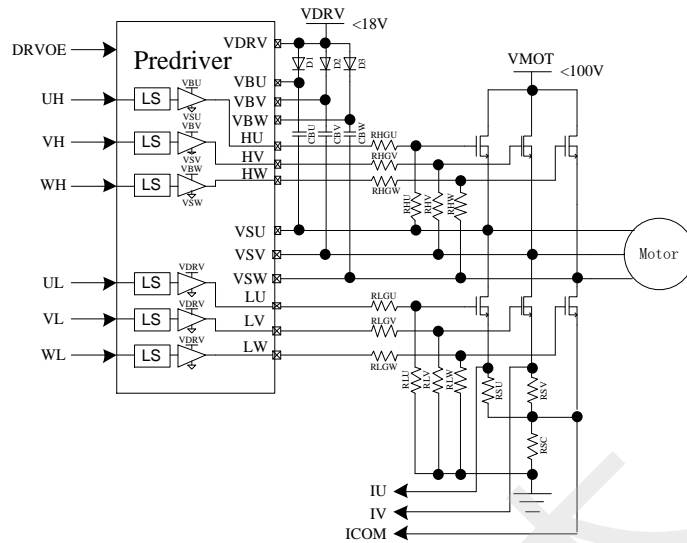 VDRV
<18V
DRVOE
Predriver
VDRV
D1
D2
D3
VMOT
<100V
VBU
UH
LS
VBU
VBV
VSU
VBV
VBW
CBU
CBV
CBW
HU
RHGU
VH
LS
HV
RHGV
VSV
VBW
HW
RHGW
WH
LS
VSW
RHU
RHV
RHW
VSU
VSV
Motor
VSW
UL
LS
VDRV
LU
RLGU
VL
LS
VDRV
LV
RLGV
WL
LS
VDRV
LW
RLGW
RLU
RLV
RLW
RSU
RSV
RSC
IU
IV
ICOM